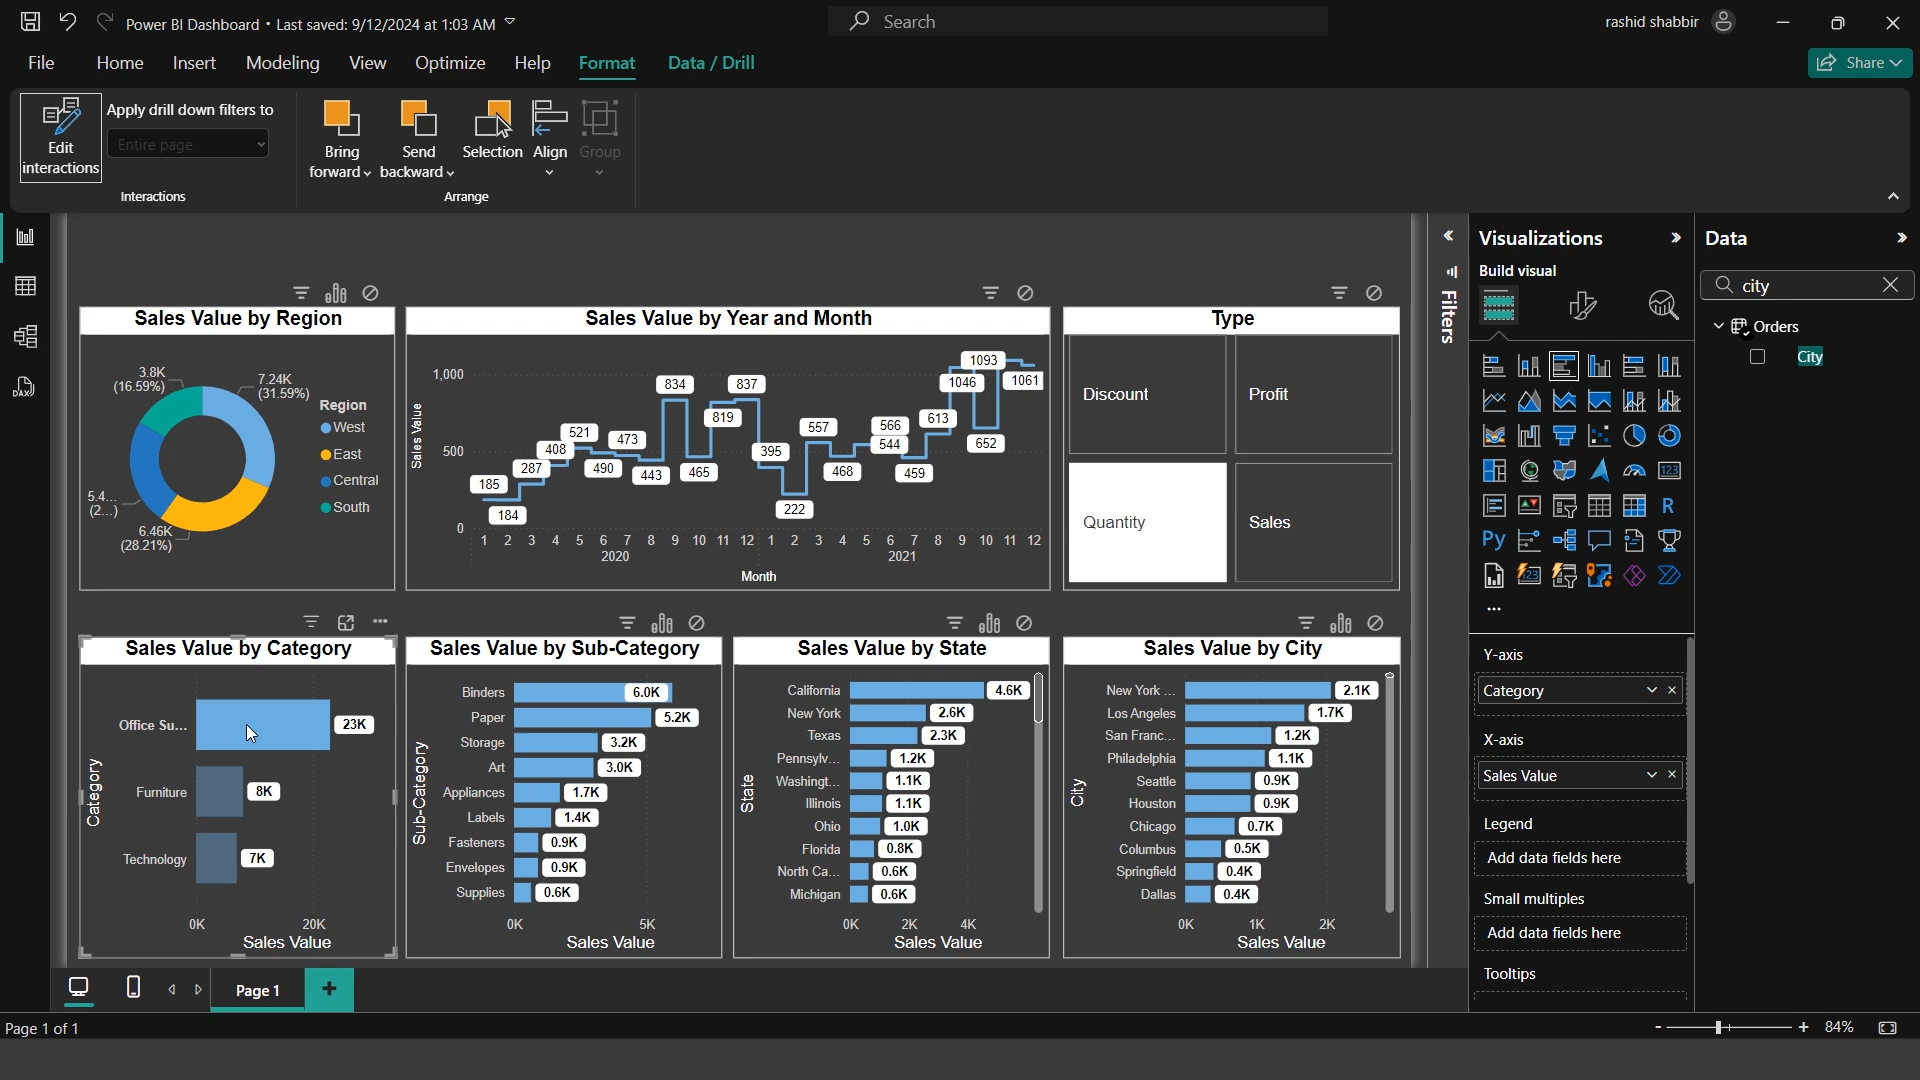 Power BI Dashboard • Last saved: 9/12/2024 at 1:03 AM
Search
rashid shabbir
File Home Insert Modeling View Optimize Help Format Data / Drill
Share
Edit interactions
Apply drill down filters to
Entire page
Interactions
Bring forward
Send backward
Selection
Align
Group
Arrange
Sales Value by Region
3.8K
(16.59%)
7.24K
(31.59%)
5.4...
(2...)
6.46K
(28.21%)
Region
West
East
Central
South
Sales Value by Year and Month
Sales Value
1,000
500
0
185
184
287
408
521
490
473
443
834
465
819
837
395
222
557
468
566
544
459
613
1046
1093
652
1061
1 2 3 4 5 6 7 8 9 10 11 12 1 2 3 4 5 6 7 8 9 10 11 12
2020 2021
Month
Type
Discount
Profit
Quantity
Sales
Sales Value by Category
Category
Office Su... 23K
Furniture 8K
Technology 7K
0K 20K
Sales Value
Sales Value by Sub-Category
Sub-Category
Binders 6.0K
Paper 5.2K
Storage 3.2K
Art 3.0K
Appliances 1.7K
Labels 1.4K
Fasteners 0.9K
Envelopes 0.9K
Supplies 0.6K
0K 5K
Sales Value
Sales Value by State
State
California 4.6K
New York 2.6K
Texas 2.3K
Pennsylv... 1.2K
Washingt... 1.1K
Illinois 1.1K
Ohio 1.0K
Florida 0.8K
North Ca... 0.6K
Michigan 0.6K
0K 2K 4K
Sales Value
Sales Value by City
City
New York ... 2.1K
Los Angeles 1.7K
San Franc... 1.2K
Philadelphia 1.1K
Seattle 0.9K
Houston 0.9K
Chicago 0.7K
Columbus 0.5K
Springfield 0.4K
Dallas 0.4K
0K 1K 2K
Sales Value
Filters
Visualizations
Build visual
123
R
Py
123
...
Y-axis
Category
X-axis
Sales Value
Legend
Add data fields here
Small multiples
Add data fields here
Tooltips
Data
city
Orders
City
DAX
Page 1
+
Page 1 of 1
- + 84%